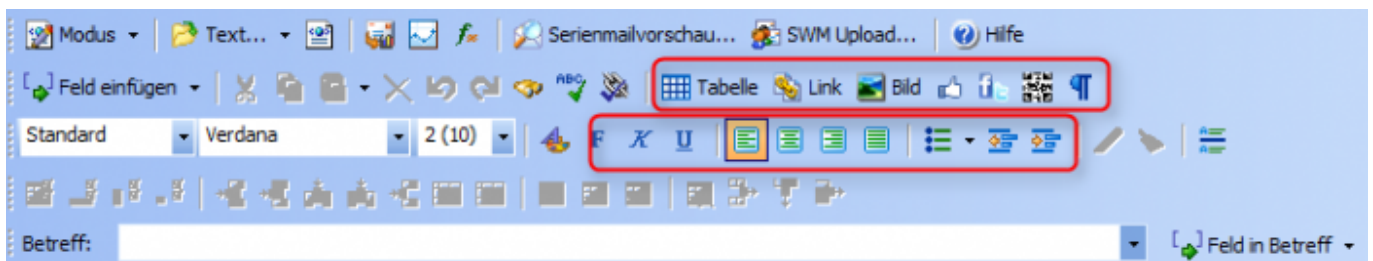 Modus Text... Serienmailvorschau... SWM Upload... Hilfe
Feld einfügen ABC Tabelle Link Bild
Standard Verdana 2 (10) F K U
Betreff: Feld in Betreff